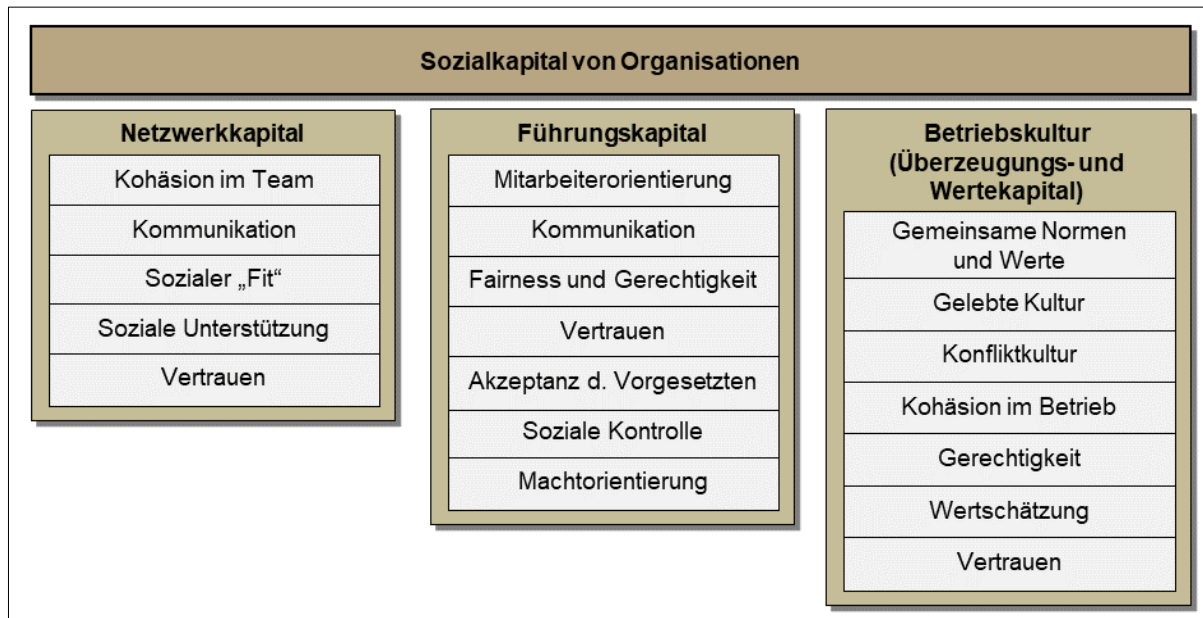 Sozialkapital von Organisationen
Netzwerkkapital
Kohäsion im Team
Kommunikation
Sozialer „Fit“
Soziale Unterstützung
Vertrauen
Führungskapital
Mitarbeiterorientierung
Kommunikation
Fairness und Gerechtigkeit
Vertrauen
Akzeptanz d. Vorgesetzten
Soziale Kontrolle
Machtorientierung
Betriebskultur
(Überzeugungs- und
Wertekapital)
Gemeinsame Normen
und Werte
Gelebte Kultur
Konfliktkultur
Kohäsion im Betrieb
Gerechtigkeit
Wertschätzung
Vertrauen